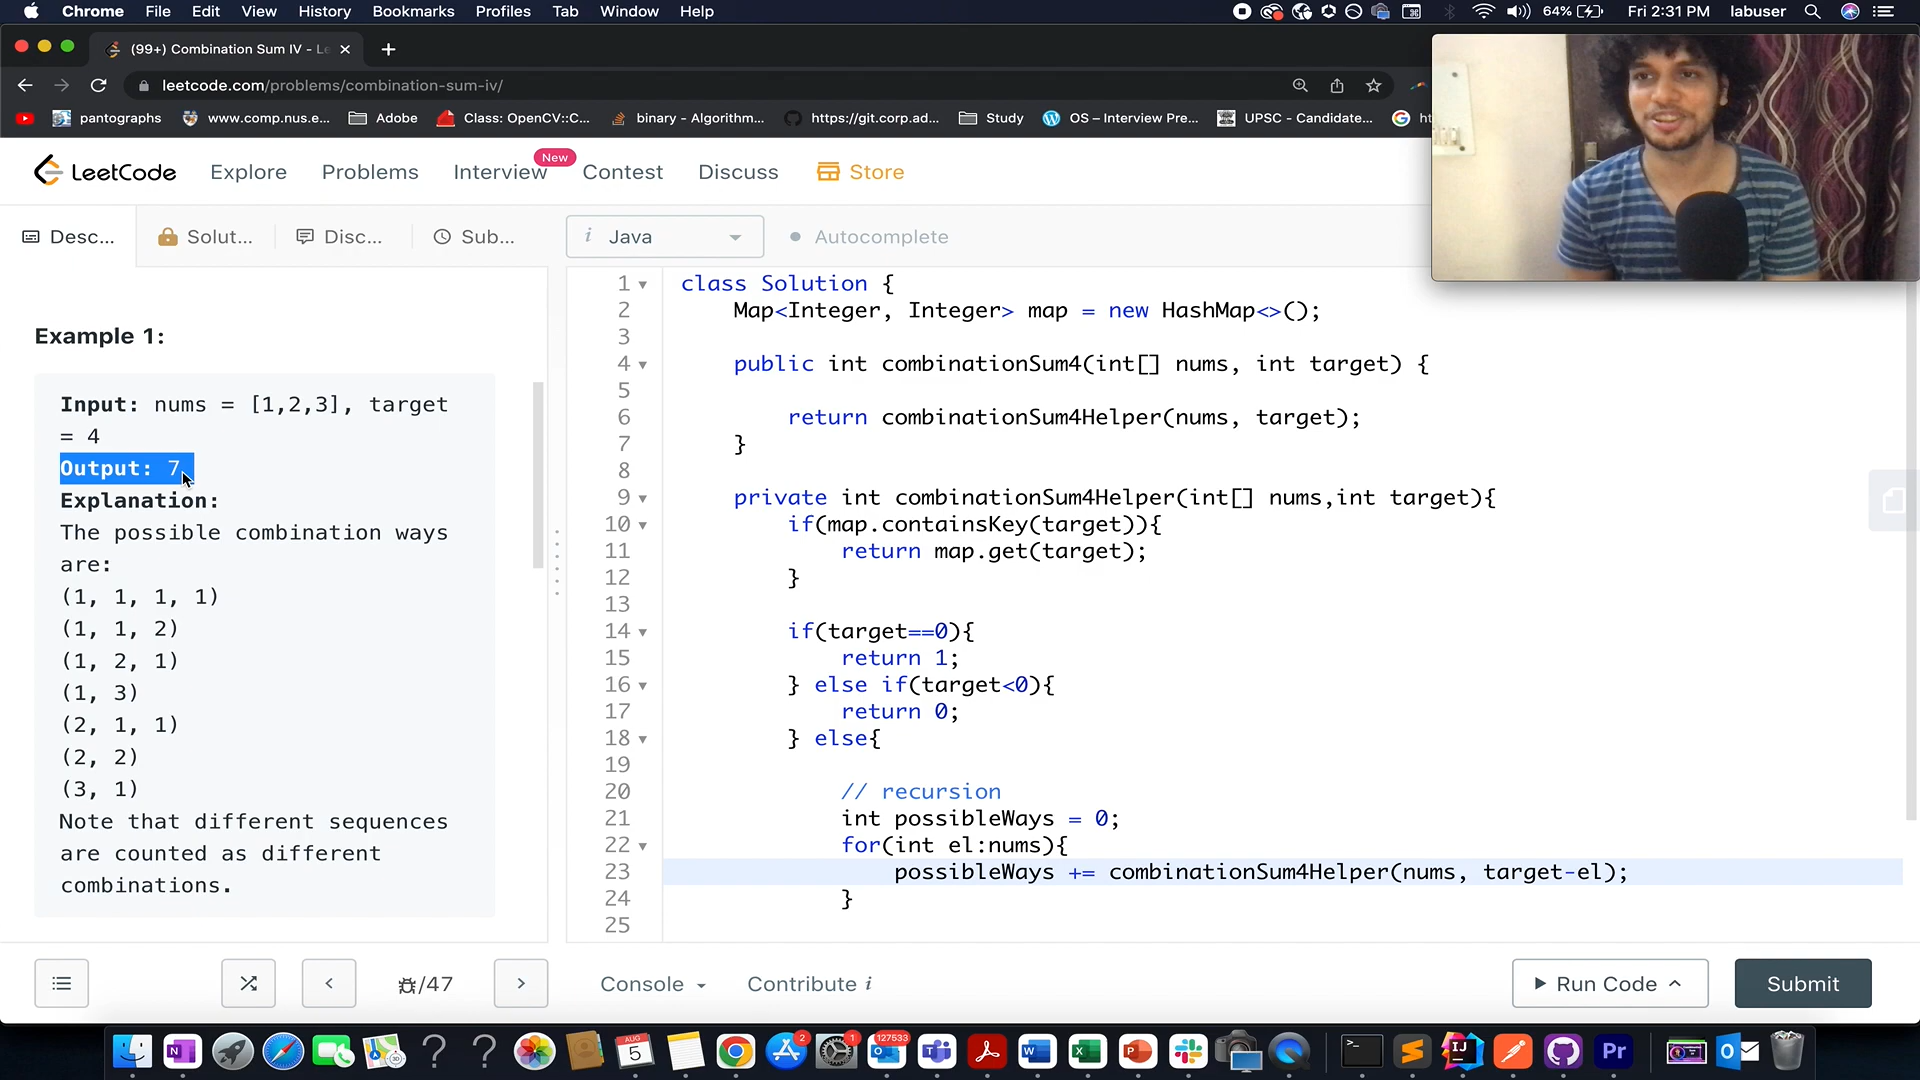 Chrome File Edit View History Bookmarks Profiles Tab Window Help 64% Fri 2:31 PM labuser
(99+) Combination Sum IV - Le
leetcode.com/problems/combination-sum-iv/
pantographs www.comp.nus.e... Adobe Class: OpenCV::C... binary - Algorithm... https://git.corp.ad... Study OS – Interview Pre... UPSC - Candidate...
LeetCode Explore Problems Interview New Contest Discuss Store
Desc... Solut... Disc... Sub...
i Java Autocomplete
Example 1:
Input: nums = [1,2,3], target
= 4
Output: 7
Explanation:
The possible combination ways
are:
(1, 1, 1, 1)
(1, 1, 2)
(1, 2, 1)
(1, 3)
(2, 1, 1)
(2, 2)
(3, 1)
Note that different sequences
are counted as different
combinations.
1 class Solution {
2 Map<Integer, Integer> map = new HashMap<>();
3
4 public int combinationSum4(int[] nums, int target) {
5
6 return combinationSum4Helper(nums, target);
7 }
8
9 private int combinationSum4Helper(int[] nums,int target){
10 if(map.containsKey(target)){
11 return map.get(target);
12 }
13
14 if(target==0){
15 return 1;
16 } else if(target<0){
17 return 0;
18 } else{
19
20 // recursion
21 int possibleWays = 0;
22 for(int el:nums){
23 possibleWays += combinationSum4Helper(nums, target-el);
24 }
25
/47
Console Contribute i
Run Code Submit
AUG 5 2 1 127533